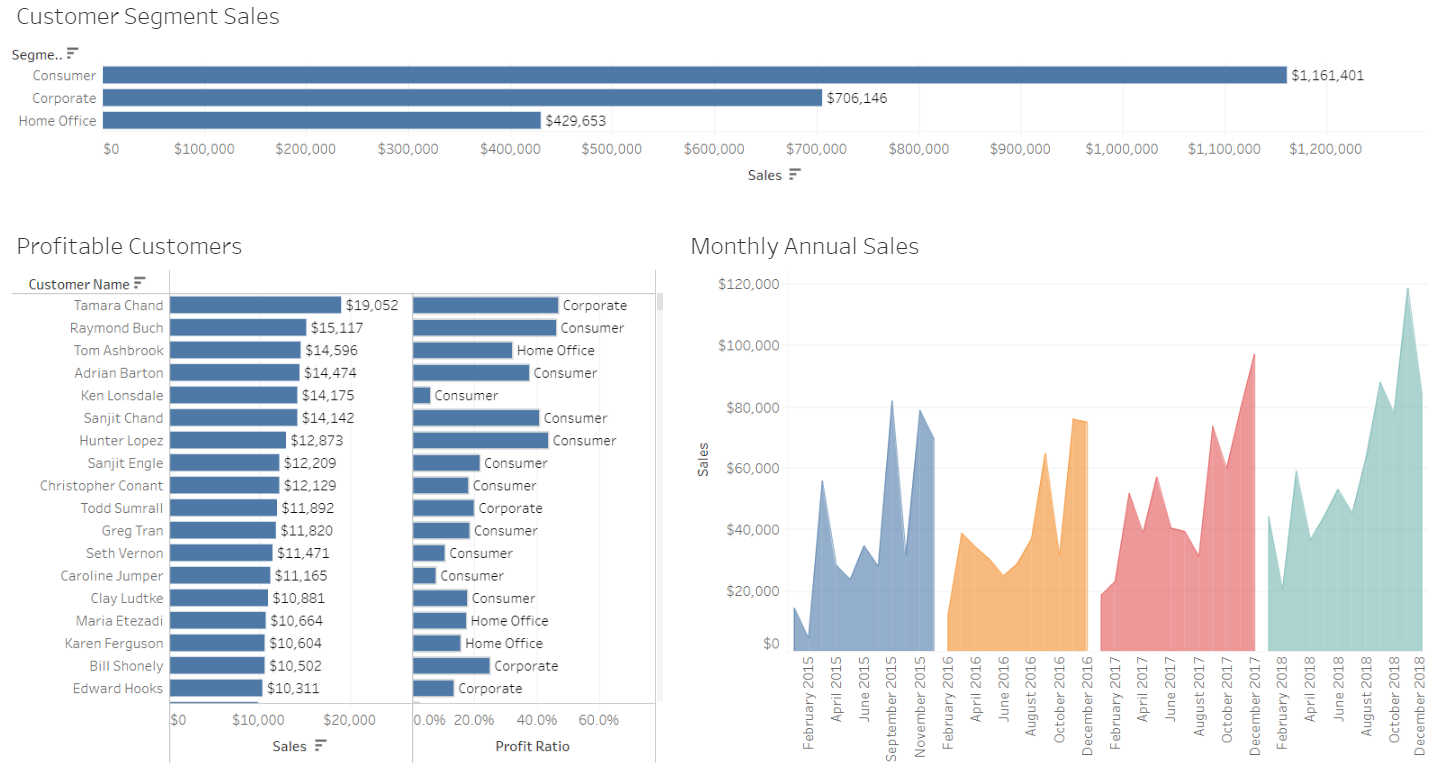 Customer Segment Sales
Segme..
Consumer $1,161,401
Corporate $706,146
Home Office $429,653
$0 $100,000 $200,000 $300,000 $400,000 $500,000 $600,000 $700,000 $800,000 $900,000 $1,000,000 $1,100,000 $1,200,000
Sales
Profitable Customers
Customer Name
Tamara Chand $19,052 Corporate
Raymond Buch $15,117 Consumer
Tom Ashbrook $14,596 Home Office
Adrian Barton $14,474 Consumer
Ken Lonsdale $14,175 Consumer
Sanjit Chand $14,142 Consumer
Hunter Lopez $12,873 Consumer
Sanjit Engle $12,209 Consumer
Christopher Conant $12,129 Consumer
Todd Sumrall $11,892 Corporate
Greg Tran $11,820 Consumer
Seth Vernon $11,471 Consumer
Caroline Jumper $11,165 Consumer
Clay Ludtke $10,881 Consumer
Maria Etezadi $10,664 Home Office
Karen Ferguson $10,604 Home Office
Bill Shonely $10,502 Corporate
Edward Hooks $10,311 Corporate
$0 $10,000 $20,000 0.0% 20.0% 40.0% 60.0%
Sales Profit Ratio
Monthly Annual Sales
$120,000
$100,000
$80,000
$60,000
$40,000
$20,000
$0
Sales
February 2015
April 2015
June 2015
September 2015
November 2015
February 2016
April 2016
June 2016
August 2016
October 2016
December 2016
February 2017
April 2017
June 2017
August 2017
October 2017
December 2017
February 2018
April 2018
June 2018
August 2018
October 2018
December 2018